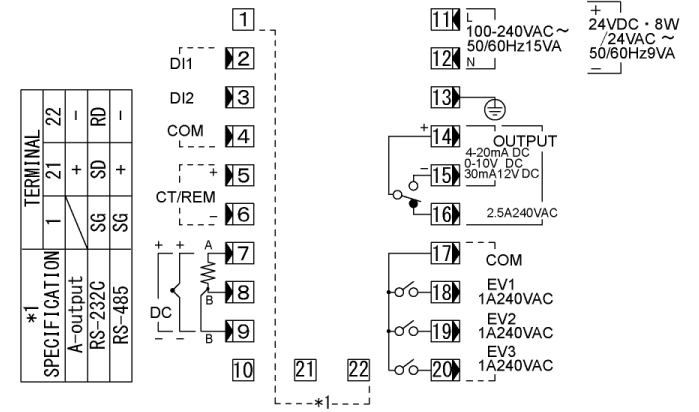 1
DI1 2
DI2 3
COM 4
+ 5
CT/REM
− 6
+ + A 7
B 8
DC
− − B 9
10
21 22
*1
11 L
100-240VAC～
50/60Hz15VA
12 N
+
24VDC・8W
/24VAC ～
50/60Hz9VA
−
13
+ 14 OUTPUT
4-20mA DC
0-10V DC
− 15 30mA12V DC
16 2.5A240VAC
17 COM
18 EV1
1A240VAC
19 EV2
1A240VAC
20 EV3
1A240VAC
*1 TERMINAL
SPECIFICATION 1 21 22
A-output + −
RS-232C SG SD RD
RS-485 SG + −